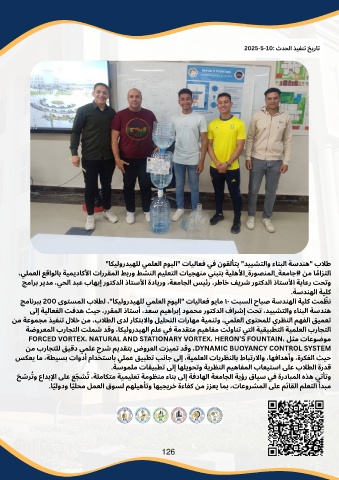 تاريخ تنفيذ الحدث :10-5-2025
HERON'S FOUNTAIN
طلاب "هندسة البناء والتشييد" يتألقون في فعاليات "اليوم العلمي للهيدروليكا"
التزامًا من #جامعة_المنصورة_الأهلية بتبني منهجيات التعليم النشط وربط المقررات الأكاديمية بالواقع العملي،
وتحت رعاية الأستاذ الدكتور شريف خاطر، رئيس الجامعة، وريادة الأستاذ الدكتور إيهاب عبد الحي، مدير برامج
كلية الهندسة.
نظّمت كلية الهندسة صباح السبت ١٠ مايو فعاليات "اليوم العلمي للهيدروليكا"، لطلاب المستوى 200 ببرنامج
هندسة البناء والتشييد، تحت إشراف الدكتور محمود إبراهيم سعد، أستاذ المقرر، حيث هدفت الفعالية إلى
تعميق الفهم النظري للمحتوى العلمي، وتنمية مهارات التحليل والابتكار لدى الطلاب، من خلال تنفيذ مجموعة من
التجارب العلمية التطبيقية التي تناولت مفاهيم متقدمة في علم الهيدروليكا، وقد شملت التجارب المعروضة
موضوعات مثل FORCED VORTEX، NATURAL AND STATIONARY VORTEX، HERON'S FOUNTAIN،
DYNAMIC BUOYANCY CONTROL SYSTEM، وقد تميزت العروض بتقديم شرح علمي دقيق للتجارب من
حيث الفكرة، وأهدافها، والارتباط بالنظريات العلمية، إلى جانب تطبيق عملي باستخدام أدوات بسيطة، ما يعكس
قدرة الطلاب على استيعاب المفاهيم النظرية وتحويلها إلى تطبيقات ملموسة.
وتأتي هذه المبادرة في سياق رؤية الجامعة الهادفة إلى بناء منظومة تعليمية متكاملة، تُشجّع على الإبداع وتُرسّخ
مبدأ التعلم القائم على المشروعات، بما يعزز من كفاءة خريجيها وتأهيلهم لسوق العمل محليًا ودوليًا.
126